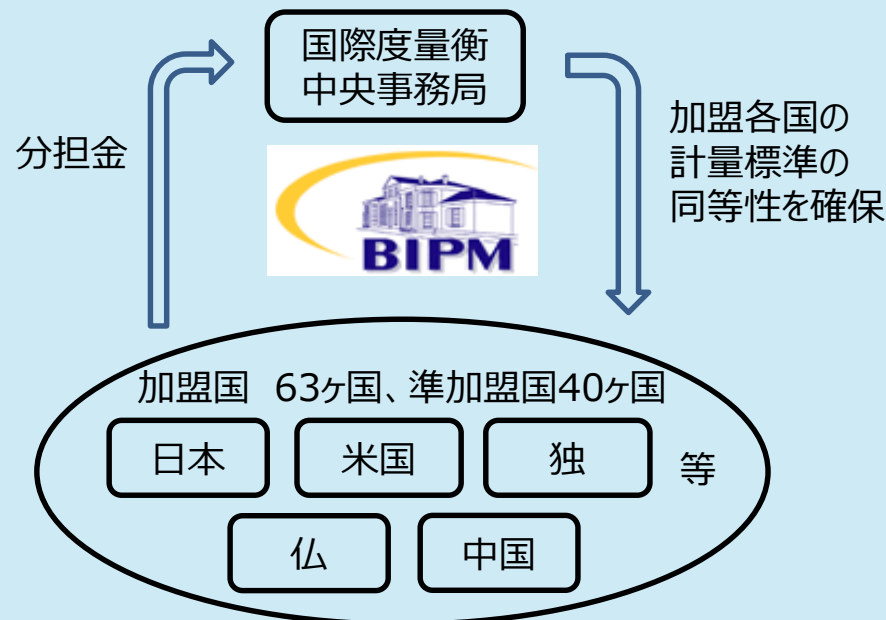 国際度量衡
中央事務局
分担金
加盟各国の
計量標準の
同等性を確保
BIPM
加盟国 63ヶ国、準加盟国40ヶ国
日本 米国 独 等
仏 中国